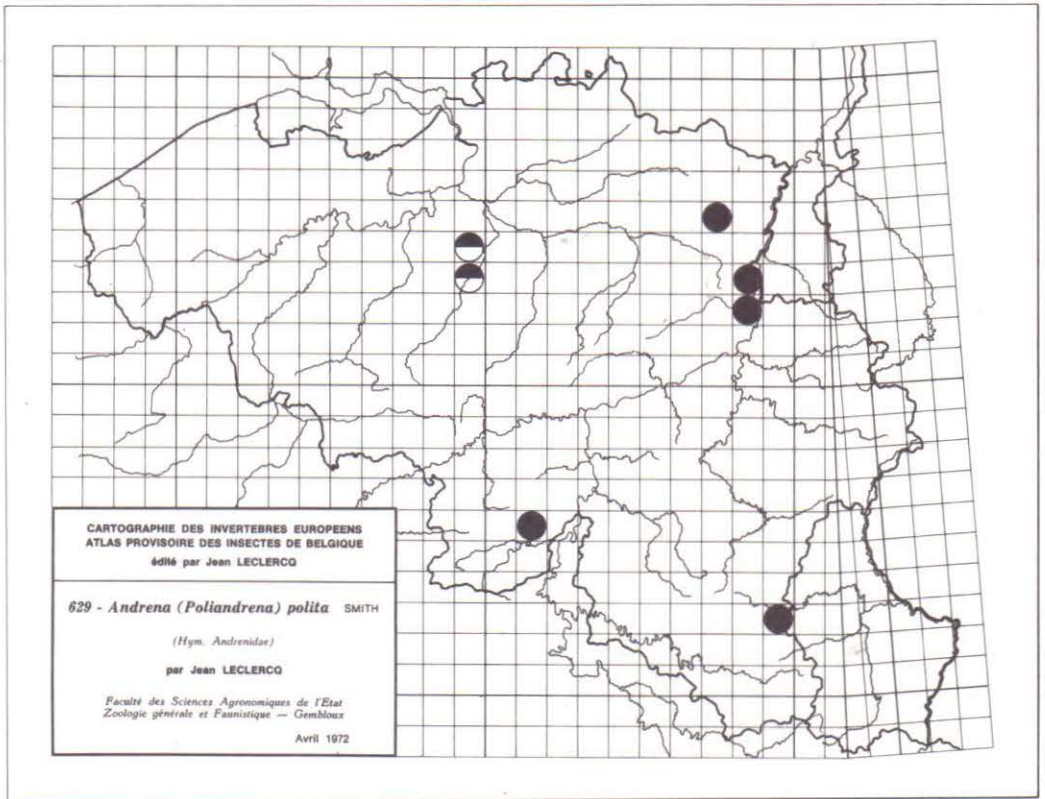 CARTOGRAPHIE DES INVERTEBRES EUROPEENS
ATLAS PROVISOIRE DES INSECTES DE BELGIQUE
édité par Jean LECLERCQ
629 - Andrena (Poliandrena) polita SMITH
(Hym. Andrenidae)
par Jean LECLERCQ
Faculté des Sciences Agronomiques de l'Etat
Zoologie générale et Faunistique — Gembloux
Avril 1972